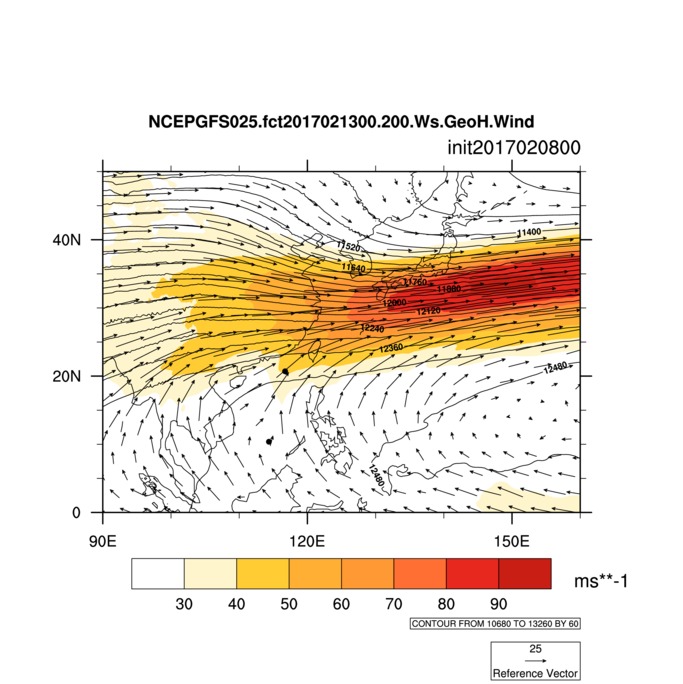 NCEPGFS025.fct2017021300.200.Ws.GeoH.Wind
init2017020800
40N
20N
0
90E 120E 150E
11400
11520
11640
11760
11880
12000
12120
12240
12360
12480
12480
30 40 50 60 70 80 90
ms**-1
CONTOUR FROM 10680 TO 13260 BY 60
25
Reference Vector